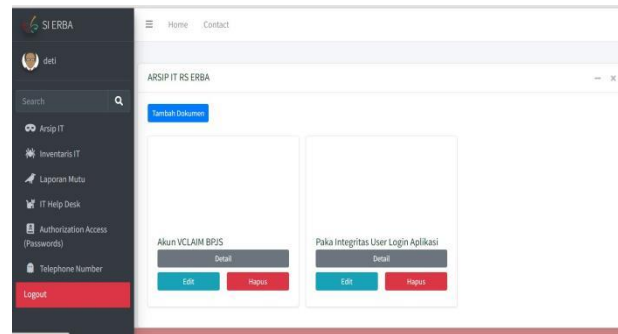 SI ERBA
Home Contact
deti
ARSIP IT RS ERBA
Search
Tambah Dokumen
Arsip IT
Inventaris IT
Laporan Mutu
IT Help Desk
Authorization Access
(Passwords)
Telephone Number
Logout
Akun VCLAIM BPJS
Detail
Edit Hapus
Paka Integritas User Login Aplikasi
Detail
Edit Hapus